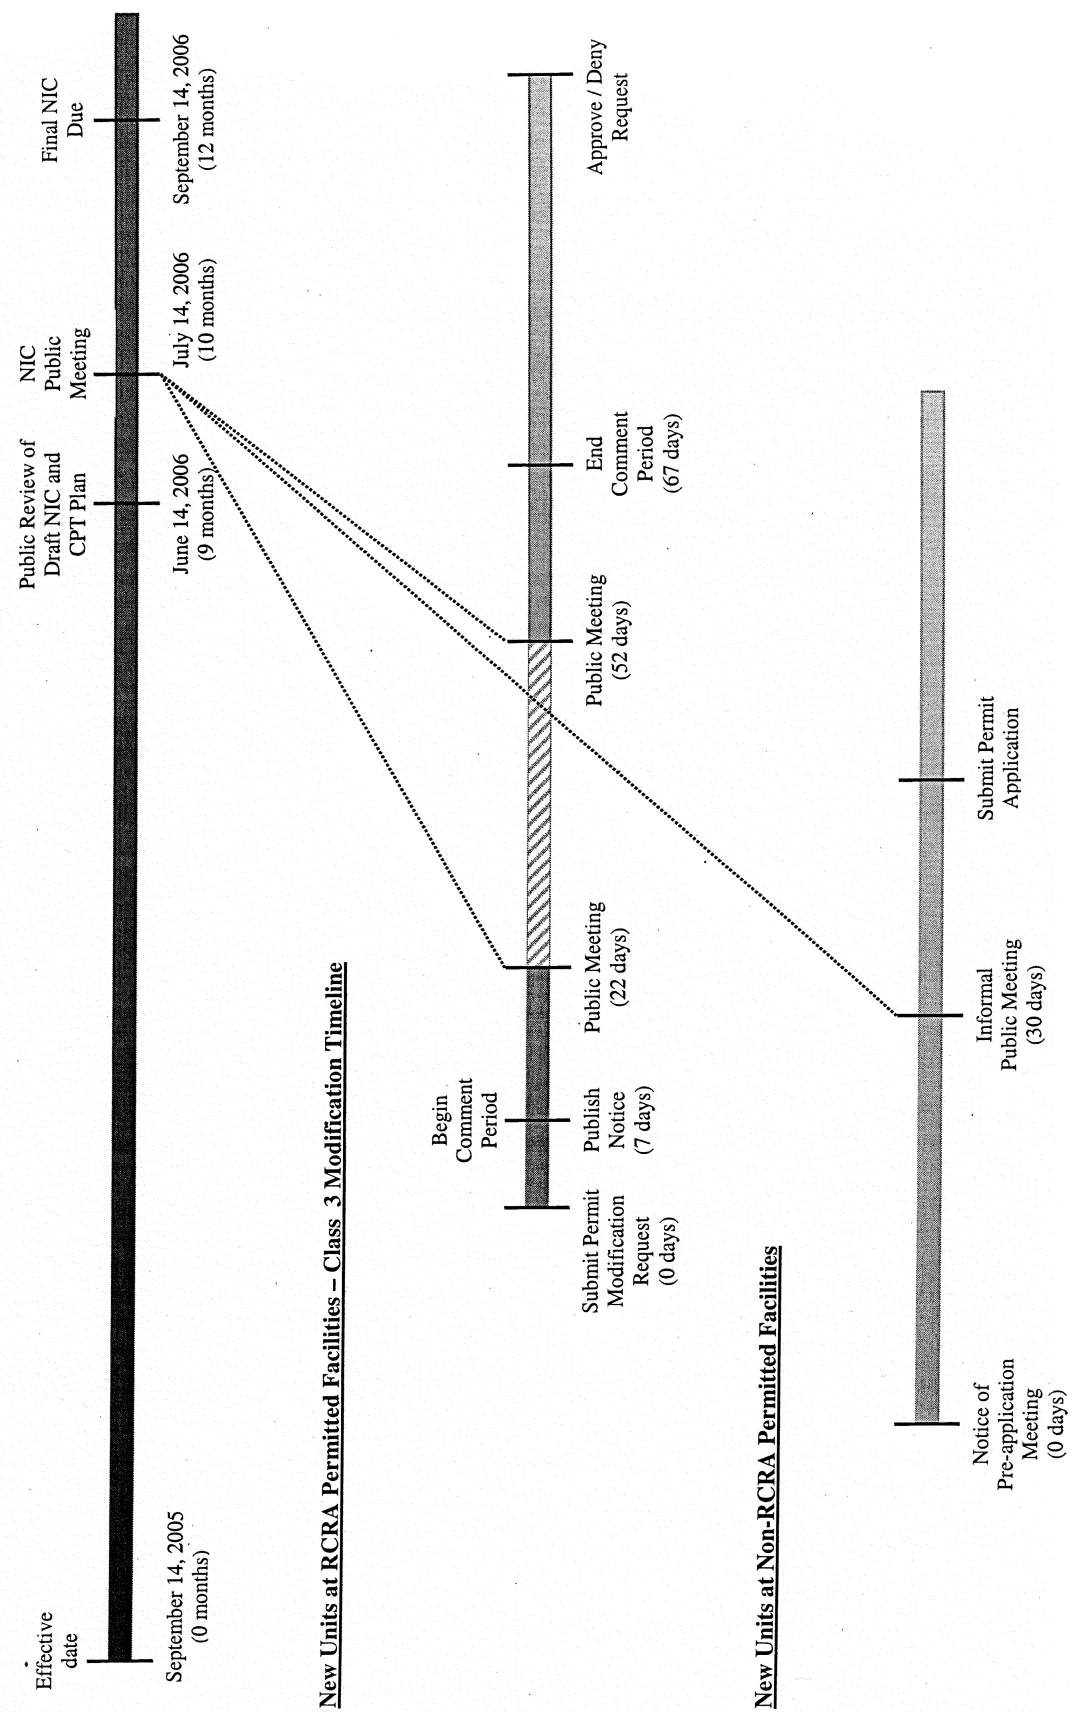 Effective
date
September 14, 2005
(0 months)
Public Review of
Draft NIC and
CPT Plan
June 14, 2006
(9 months)
NIC
Public
Meeting
July 14, 2006
(10 months)
Final NIC
Due
September 14, 2006
(12 months)
New Units at RCRA Permitted Facilities – Class 3 Modification Timeline
Submit Permit
Modification
Request
(0 days)
Begin
Comment
Period
Publish
Notice
(7 days)
Public Meeting
(22 days)
Public Meeting
(52 days)
End
Comment
Period
(67 days)
Approve / Deny
Request
New Units at Non-RCRA Permitted Facilities
Notice of
Pre-application
Meeting
(0 days)
Informal
Public Meeting
(30 days)
Submit Permit
Application